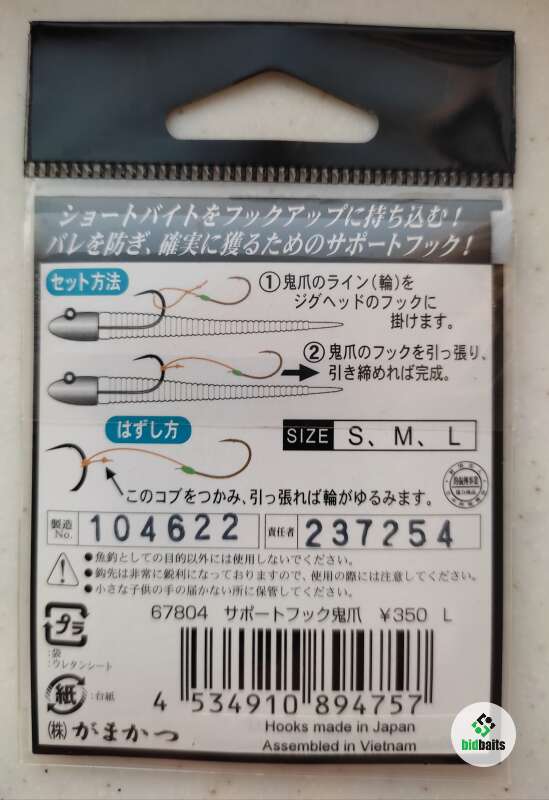 ショートバイトをフックアップに持ち込む!
バレを防ぎ、確実に獲るためのサポートフック!
セット方法
①鬼爪のライン(輪)を
ジグヘッドのフックに
掛けます。
②鬼爪のフックを引っ張り、
引き締めれば完成。
はずし方
SIZE S、M、L
このコブをつかみ、引っ張れば輪がゆるみます。
製造No. 104622 責任者 237254
●魚釣としての目的以外には使用しないでください。
●鈎先は非常に鋭利になっておりますので、使用の際には注意してください。
●小さな子供の手の届かない所に保管してください。
プラ
:袋
:ウレタンシート
67804 サポートフック鬼爪 ¥350 L
紙 :台紙
4 534910 894757
(株)がまかつ
Hooks made in Japan
Assembled in Vietnam
bidbaits